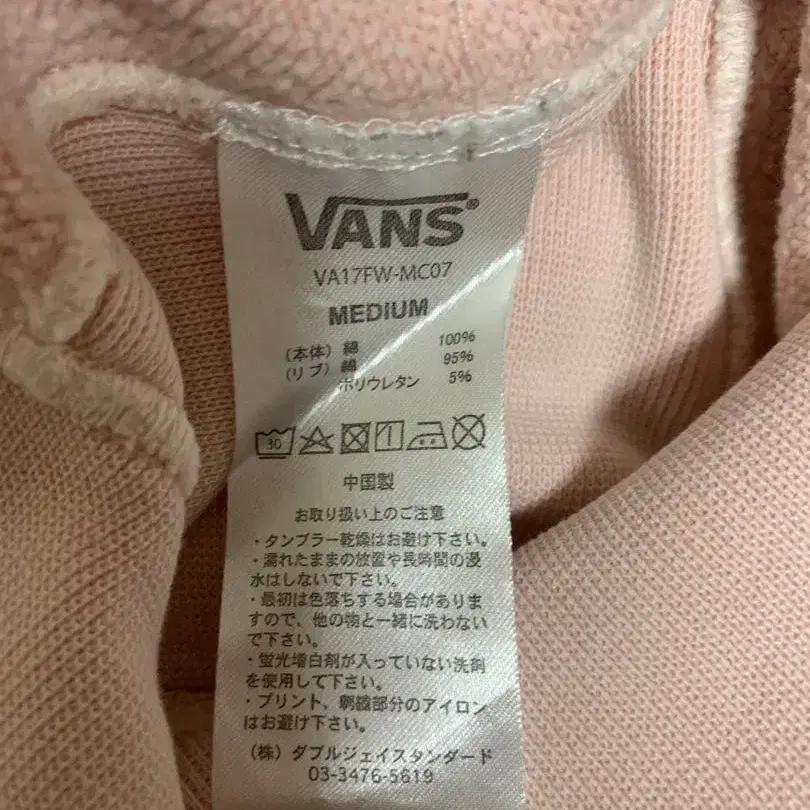 VANS®
VA17FW-MC07
MEDIUM
(本体) 綿 100%
(リブ) 綿 95%
ポリウレタン 5%
30
中国製
お取り扱い上のご注意
・タンブラー乾燥はお避け下さい。
・濡れたままの放置や長時間の浸
水はしないで下さい。
・最初は色落ちする場合がありま
すので、他の物と一緒に洗わない
で下さい。
・蛍光増白剤が入っていない洗剤
を使用して下さい。
・プリント、刺繍部分のアイロン
はお避け下さい。
(株) ダブルジェイスタンダード
03-3476-5619